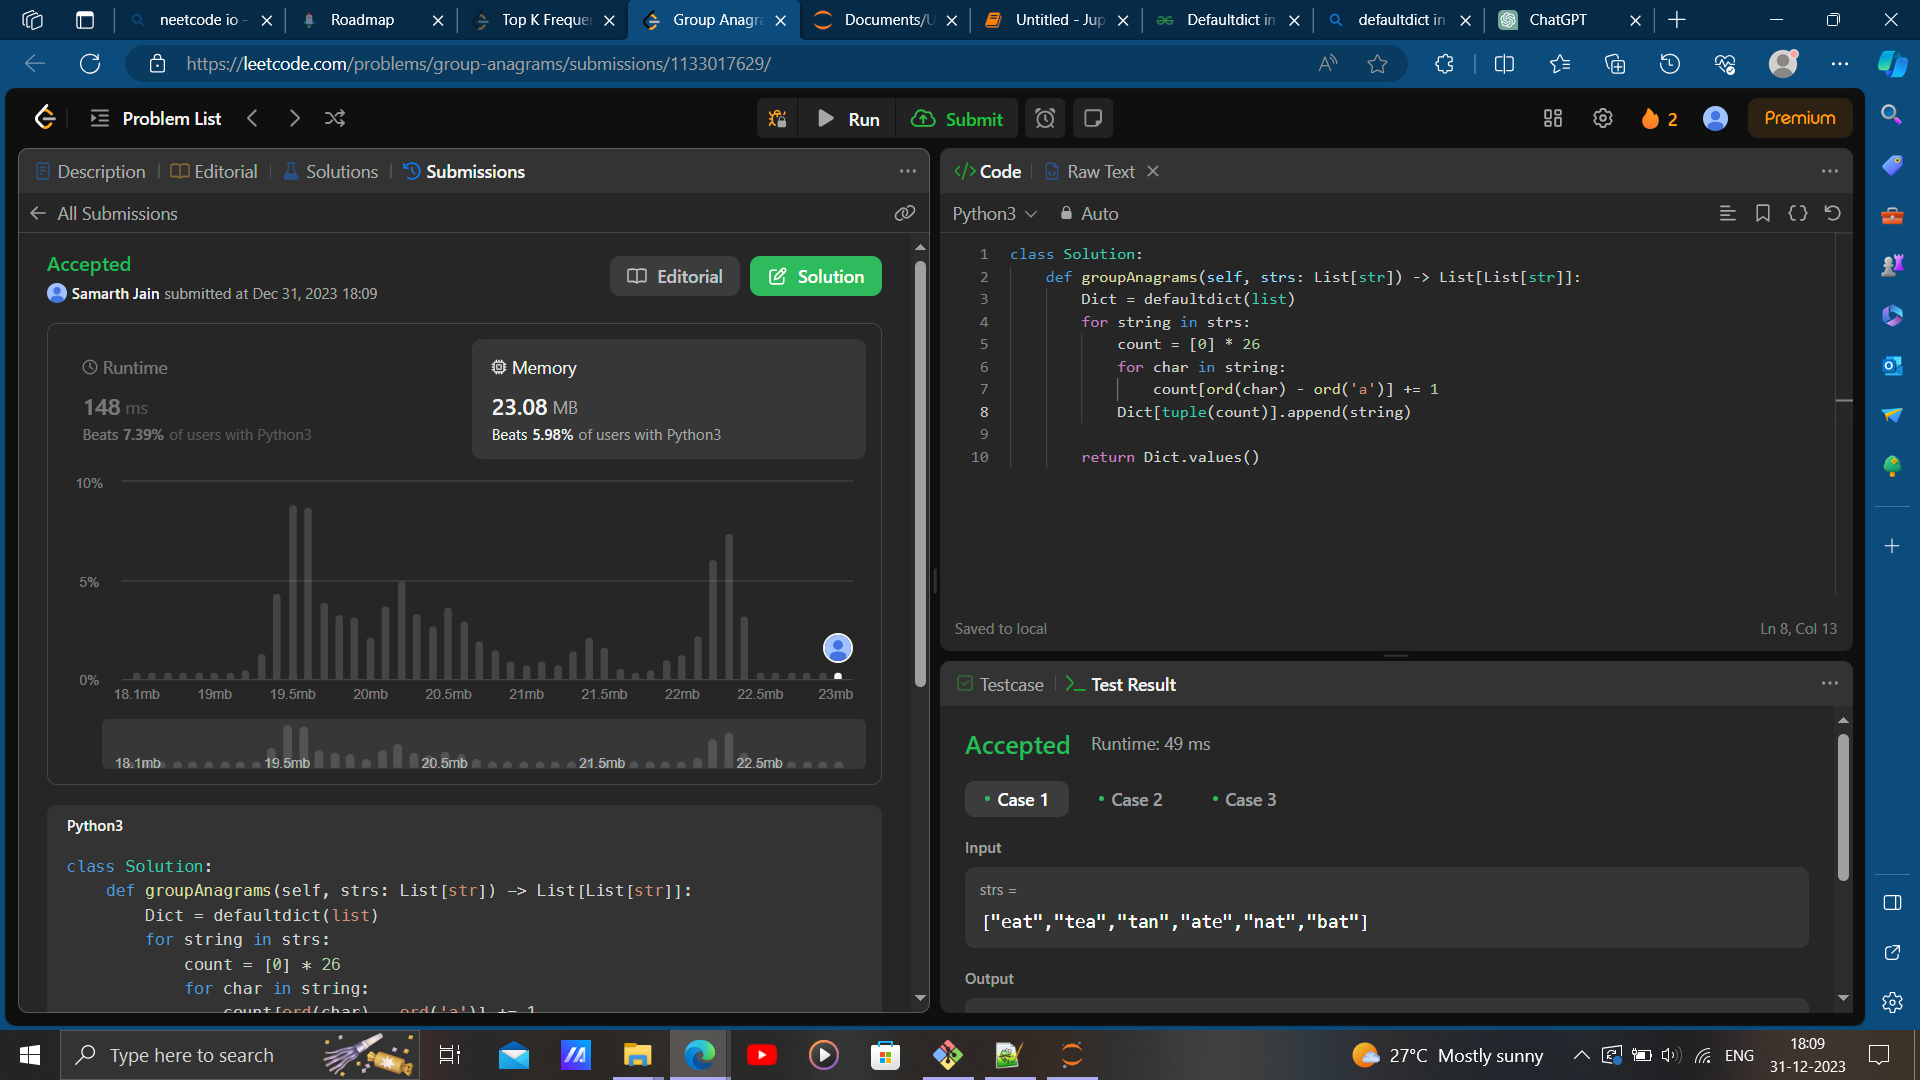 neetcode io -
Roadmap
Top K Freque
Group Anagra
Documents/U
Untitled - Jup
Defaultdict in
defaultdict in
ChatGPT
https://leetcode.com/problems/group-anagrams/submissions/1133017629/
Problem List
Run
Submit
2
Premium
Description
Editorial
Solutions
Submissions
All Submissions
Accepted
Samarth Jain submitted at Dec 31, 2023 18:09
Editorial
Solution
Runtime
148 ms
Beats 7.39% of users with Python3
Memory
23.08 MB
Beats 5.98% of users with Python3
10%
5%
0%
18.1mb 19mb 19.5mb 20mb 20.5mb 21mb 21.5mb 22mb 22.5mb 23mb
18.1mb 19.5mb 20.5mb 21.5mb 22.5mb
Python3
class Solution:
def groupAnagrams(self, strs: List[str]) -> List[List[str]]:
Dict = defaultdict(list)
for string in strs:
count = [0] * 26
for char in string:
count[ord(char) - ord('a')] += 1
</> Code
Raw Text
Python3
Auto
1 class Solution:
2 def groupAnagrams(self, strs: List[str]) -> List[List[str]]:
3 Dict = defaultdict(list)
4 for string in strs:
5 count = [0] * 26
6 for char in string:
7 count[ord(char) - ord('a')] += 1
8 Dict[tuple(count)].append(string)
9
10 return Dict.values()
Saved to local
Ln 8, Col 13
Testcase
Test Result
Accepted
Runtime: 49 ms
Case 1
Case 2
Case 3
Input
strs =
["eat","tea","tan","ate","nat","bat"]
Output
Type here to search
27°C Mostly sunny
ENG
18:09
31-12-2023